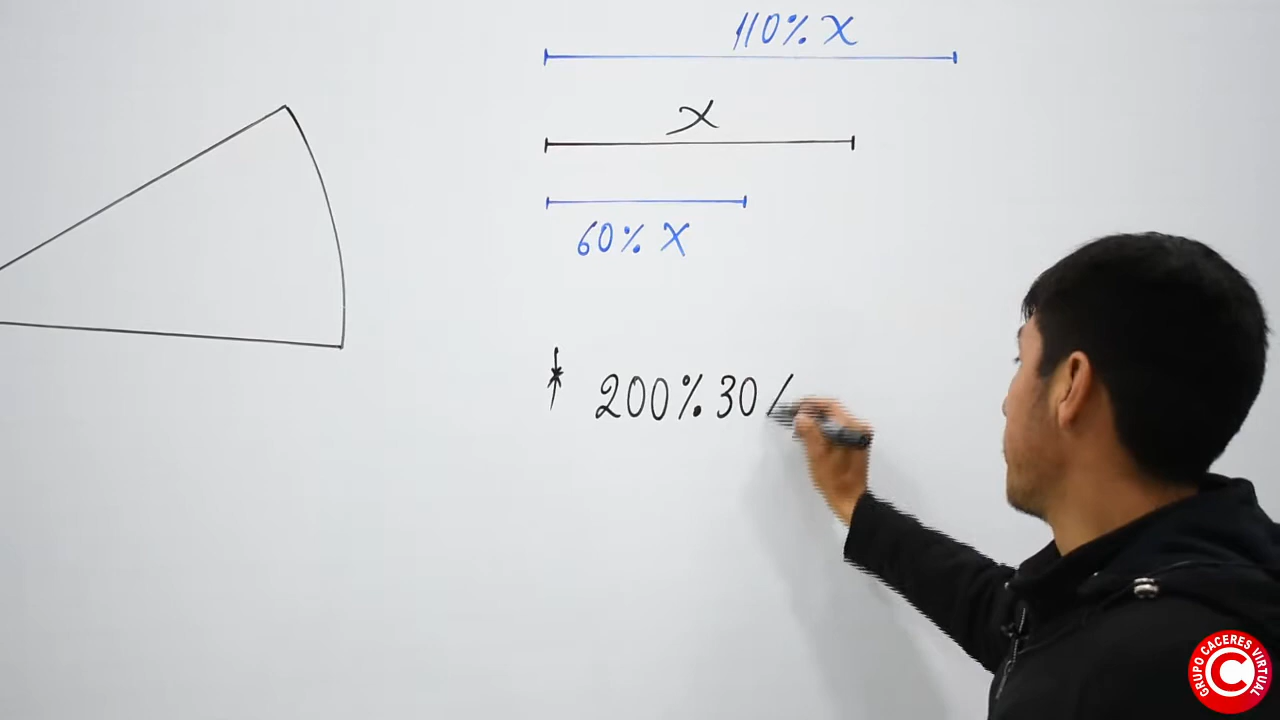 110% x
x
60% x
* 200% 30/
GRUPO CACERES VIRTUAL
C